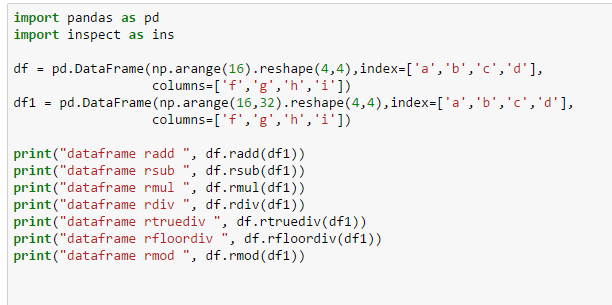 import pandas as pd
import inspect as ins
df = pd.DataFrame(np.arange(16).reshape(4,4),index=['a','b','c','d'],
columns=['f','g','h','i'])
df1 = pd.DataFrame(np.arange(16,32).reshape(4,4),index=['a','b','c','d'],
columns=['f','g','h','i'])
print("dataframe radd ", df.radd(df1))
print("dataframe rsub ", df.rsub(df1))
print("dataframe rmul ", df.rmul(df1))
print("dataframe rdiv ", df.rdiv(df1))
print("dataframe rtruediv ", df.rtruediv(df1))
print("dataframe rfloordiv ", df.rfloordiv(df1))
print("dataframe rmod ", df.rmod(df1))